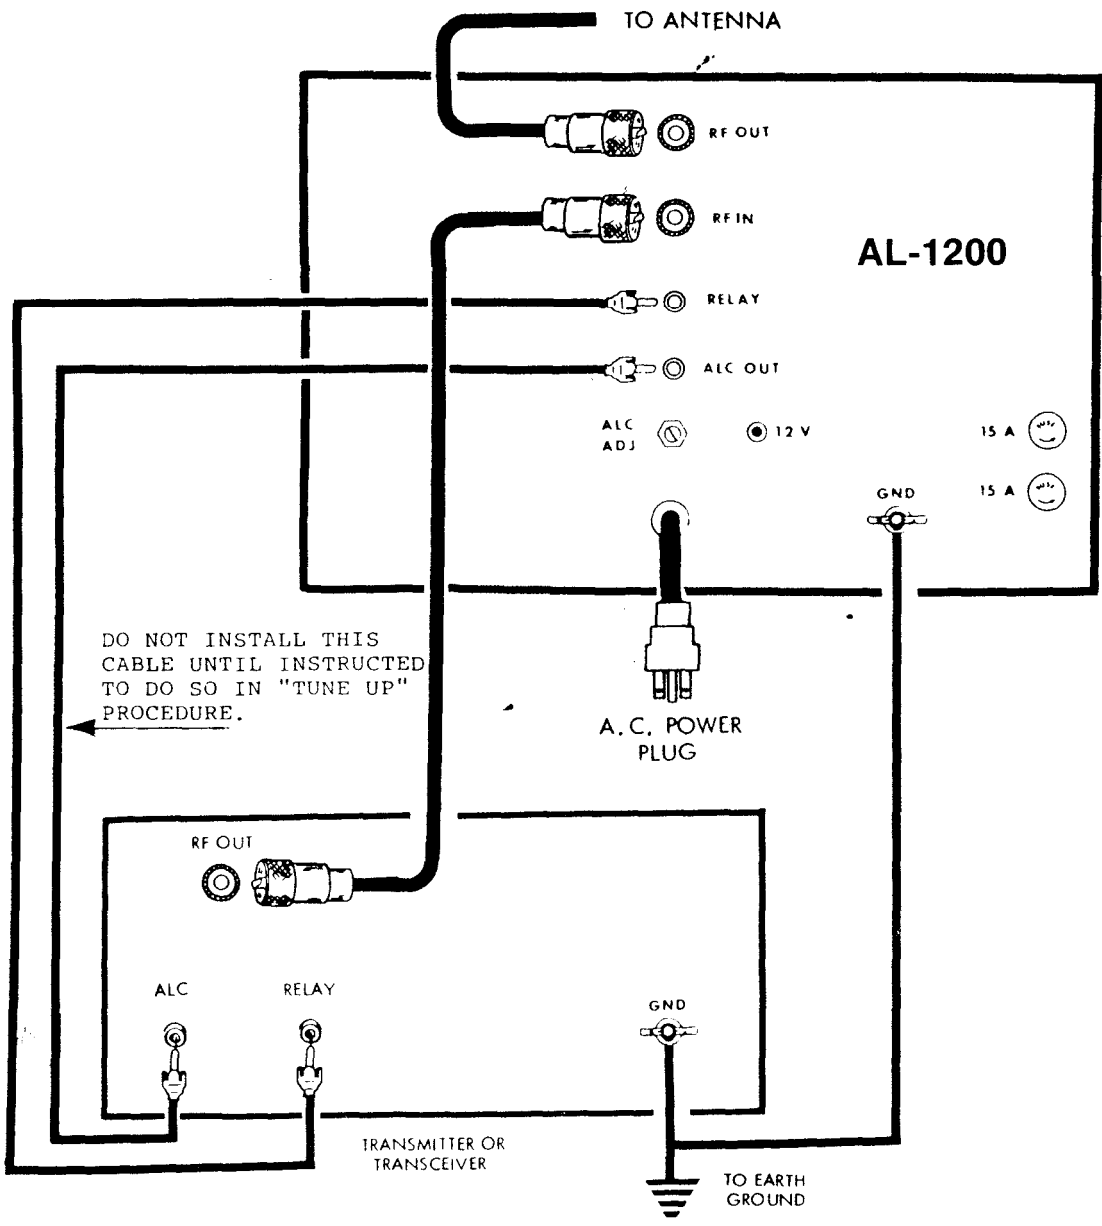 TO ANTENNA
RF OUT
RF IN
AL-1200
RELAY
ALC OUT
ALC
ADJ
12 V
15 A
15 A
GND
DO NOT INSTALL THIS
CABLE UNTIL INSTRUCTED
TO DO SO IN "TUNE UP"
PROCEDURE.
A.C. POWER
PLUG
RF OUT
ALC
RELAY
GND
TRANSMITTER OR
TRANSCEIVER
TO EARTH
GROUND